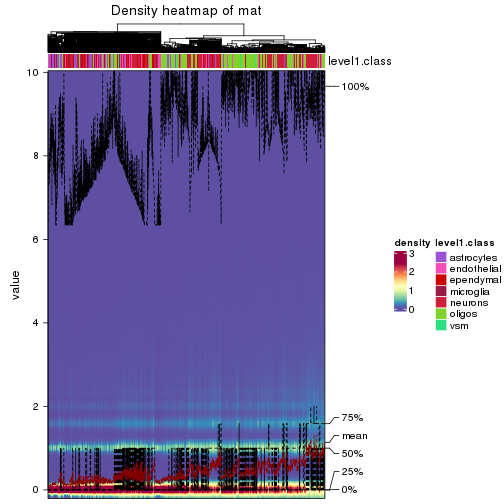 Density heatmap of mat
level1.class
10
8
6
4
2
0
value
100%
75%
mean
50%
25%
0%
density
3
2
1
0
level1.class
astrocytes
endothelial
ependymal
microglia
neurons
oligos
vsm